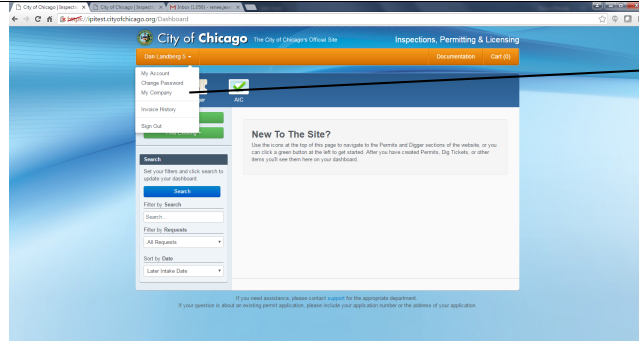 City of Chicago | Inspecti
City of Chicago | Inspecti
https://ipitest.cityofchicago.org/Dashboard
City of Chicago The City of Chicago's Official Site Inspections, Permitting & Licensing
Dan Landberg 5 Documentation Cart (0)
My Account
Change Password
My Company
Invoice History
Sign Out
AIC
New To The Site?
Use the icons at the top of this page to navigate to the Permits and Digger sections of the website, or you
can click a green button at the left to get started. After you have created Permits, Dig Tickets, or other
items you'll see them here on your dashboard.
Search
Set your filters and click search to
update your dashboard.
Search
Filter by Search
Search...
Filter by Requests
All Requests
Sort by Date
Later Intake Date
If you need assistance, please contact support for the appropriate department.
If your question is about an existing permit application, please include your application number or the address of your application.